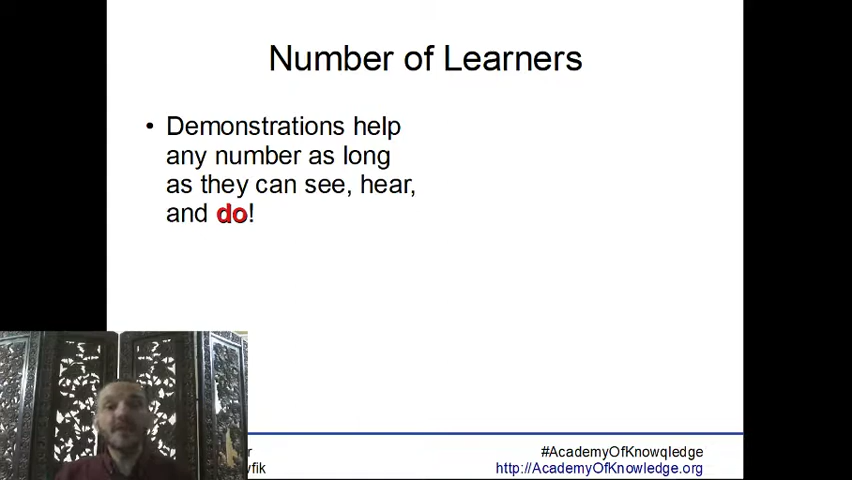 Number of Learners
• Demonstrations help
any number as long
as they can see, hear,
and do!
#AcademyOfKnowqledge
http://AcademyOfKnowledge.org